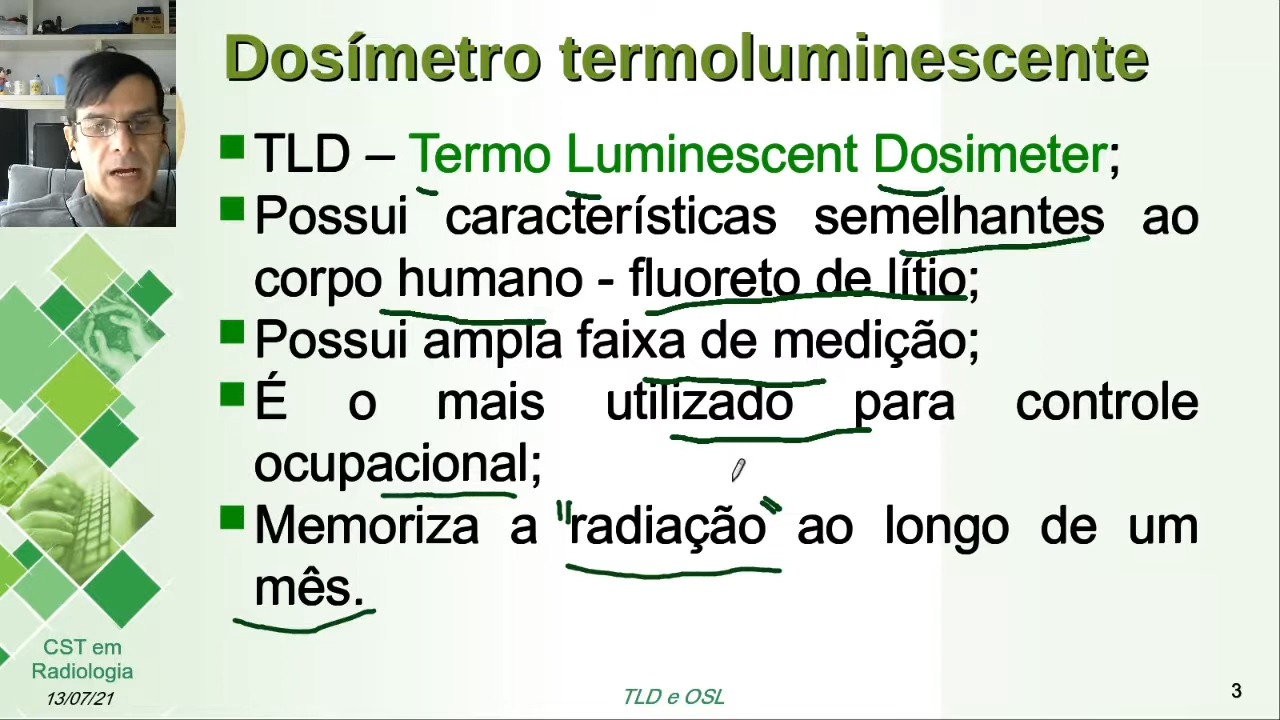 Dosímetro termoluminescente
TLD – Termo Luminescent Dosimeter;
Possui características semelhantes ao
corpo humano - fluoreto de lítio;
Possui ampla faixa de medição;
É o mais utilizado para controle
ocupacional;
Memoriza a "radiação" ao longo de um
mês.
CST em
Radiologia
13/07/21
TLD e OSL
3